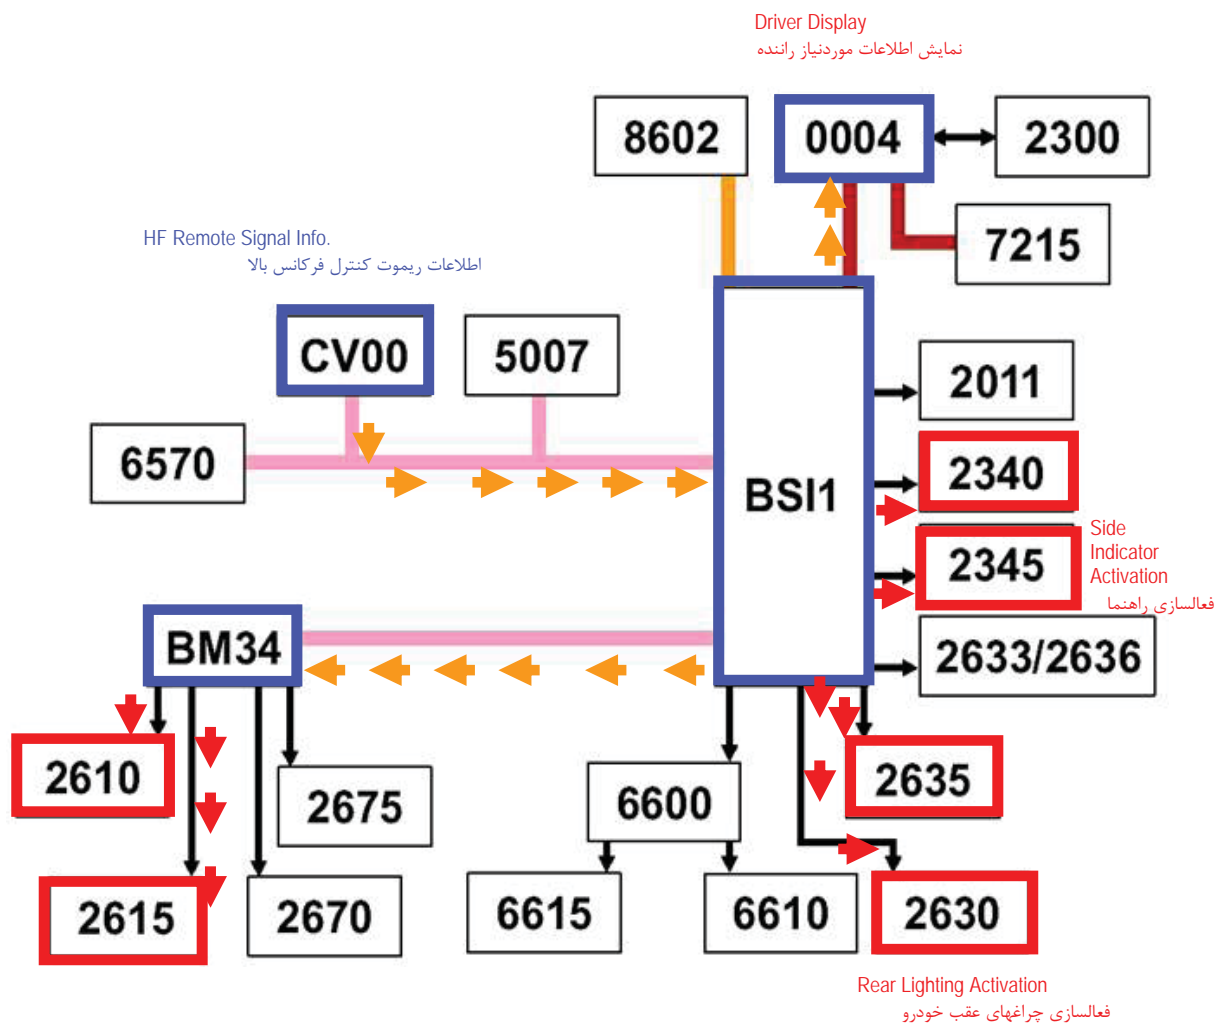 Driver Display
نمایش اطلاعات موردنیاز راننده
8602
0004
2300
7215
HF Remote Signal Info.
اطلاعات ریموت کنترل فرکانس بالا
CV00
5007
2011
6570
2340
BSI1
Side
Indicator
Activation
فعالسازی راهنما
2345
BM34
2633/2636
2610
2675
6600
2635
2615
2670
6615
6610
2630
Rear Lighting Activation
فعالسازی چراغهای عقب خودرو